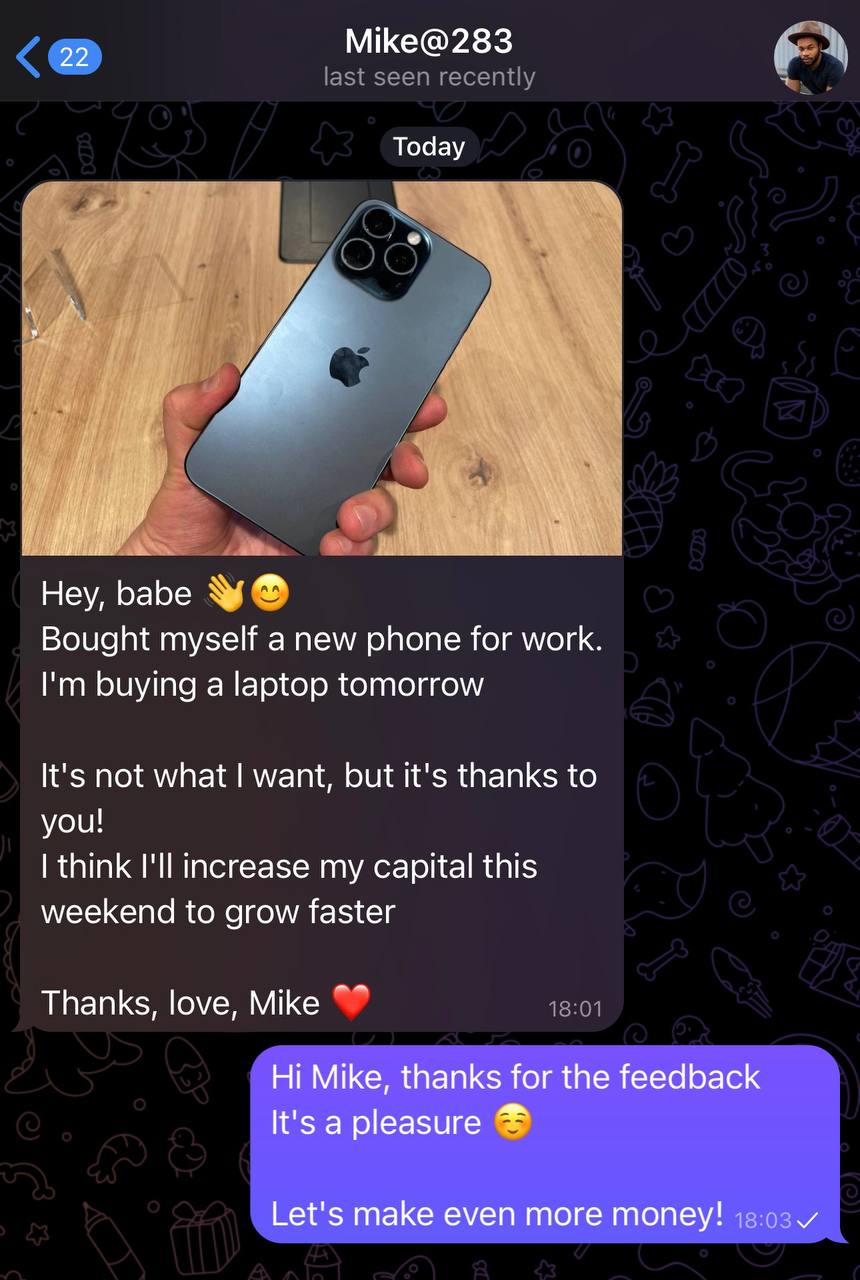 22
Mike@283
last seen recently
Today
Hey, babe 👋😊
Bought myself a new phone for work.
I'm buying a laptop tomorrow
It's not what I want, but it's thanks to
you!
I think I'll increase my capital this
weekend to grow faster
Thanks, love, Mike ❤️
18:01
Hi Mike, thanks for the feedback
It's a pleasure ☺️
Let's make even more money!
18:03